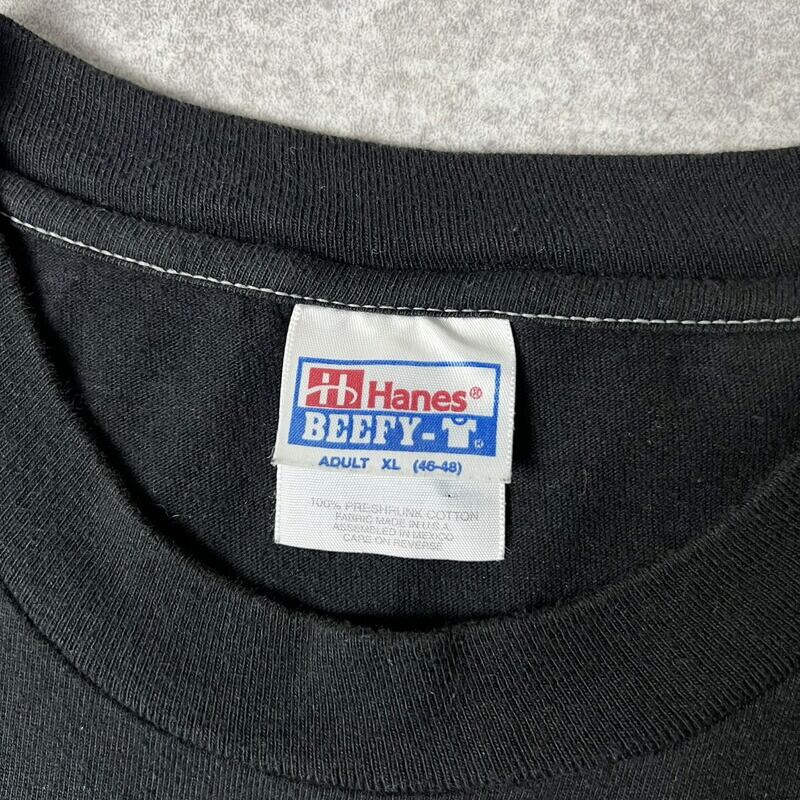 Hanes®
BEEFY-T®
ADULT XL (46-48)
100% PRESHRUNK COTTON
FABRIC MADE IN U.S.A.
ASSEMBLED IN MEXICO
CARE ON REVERSE